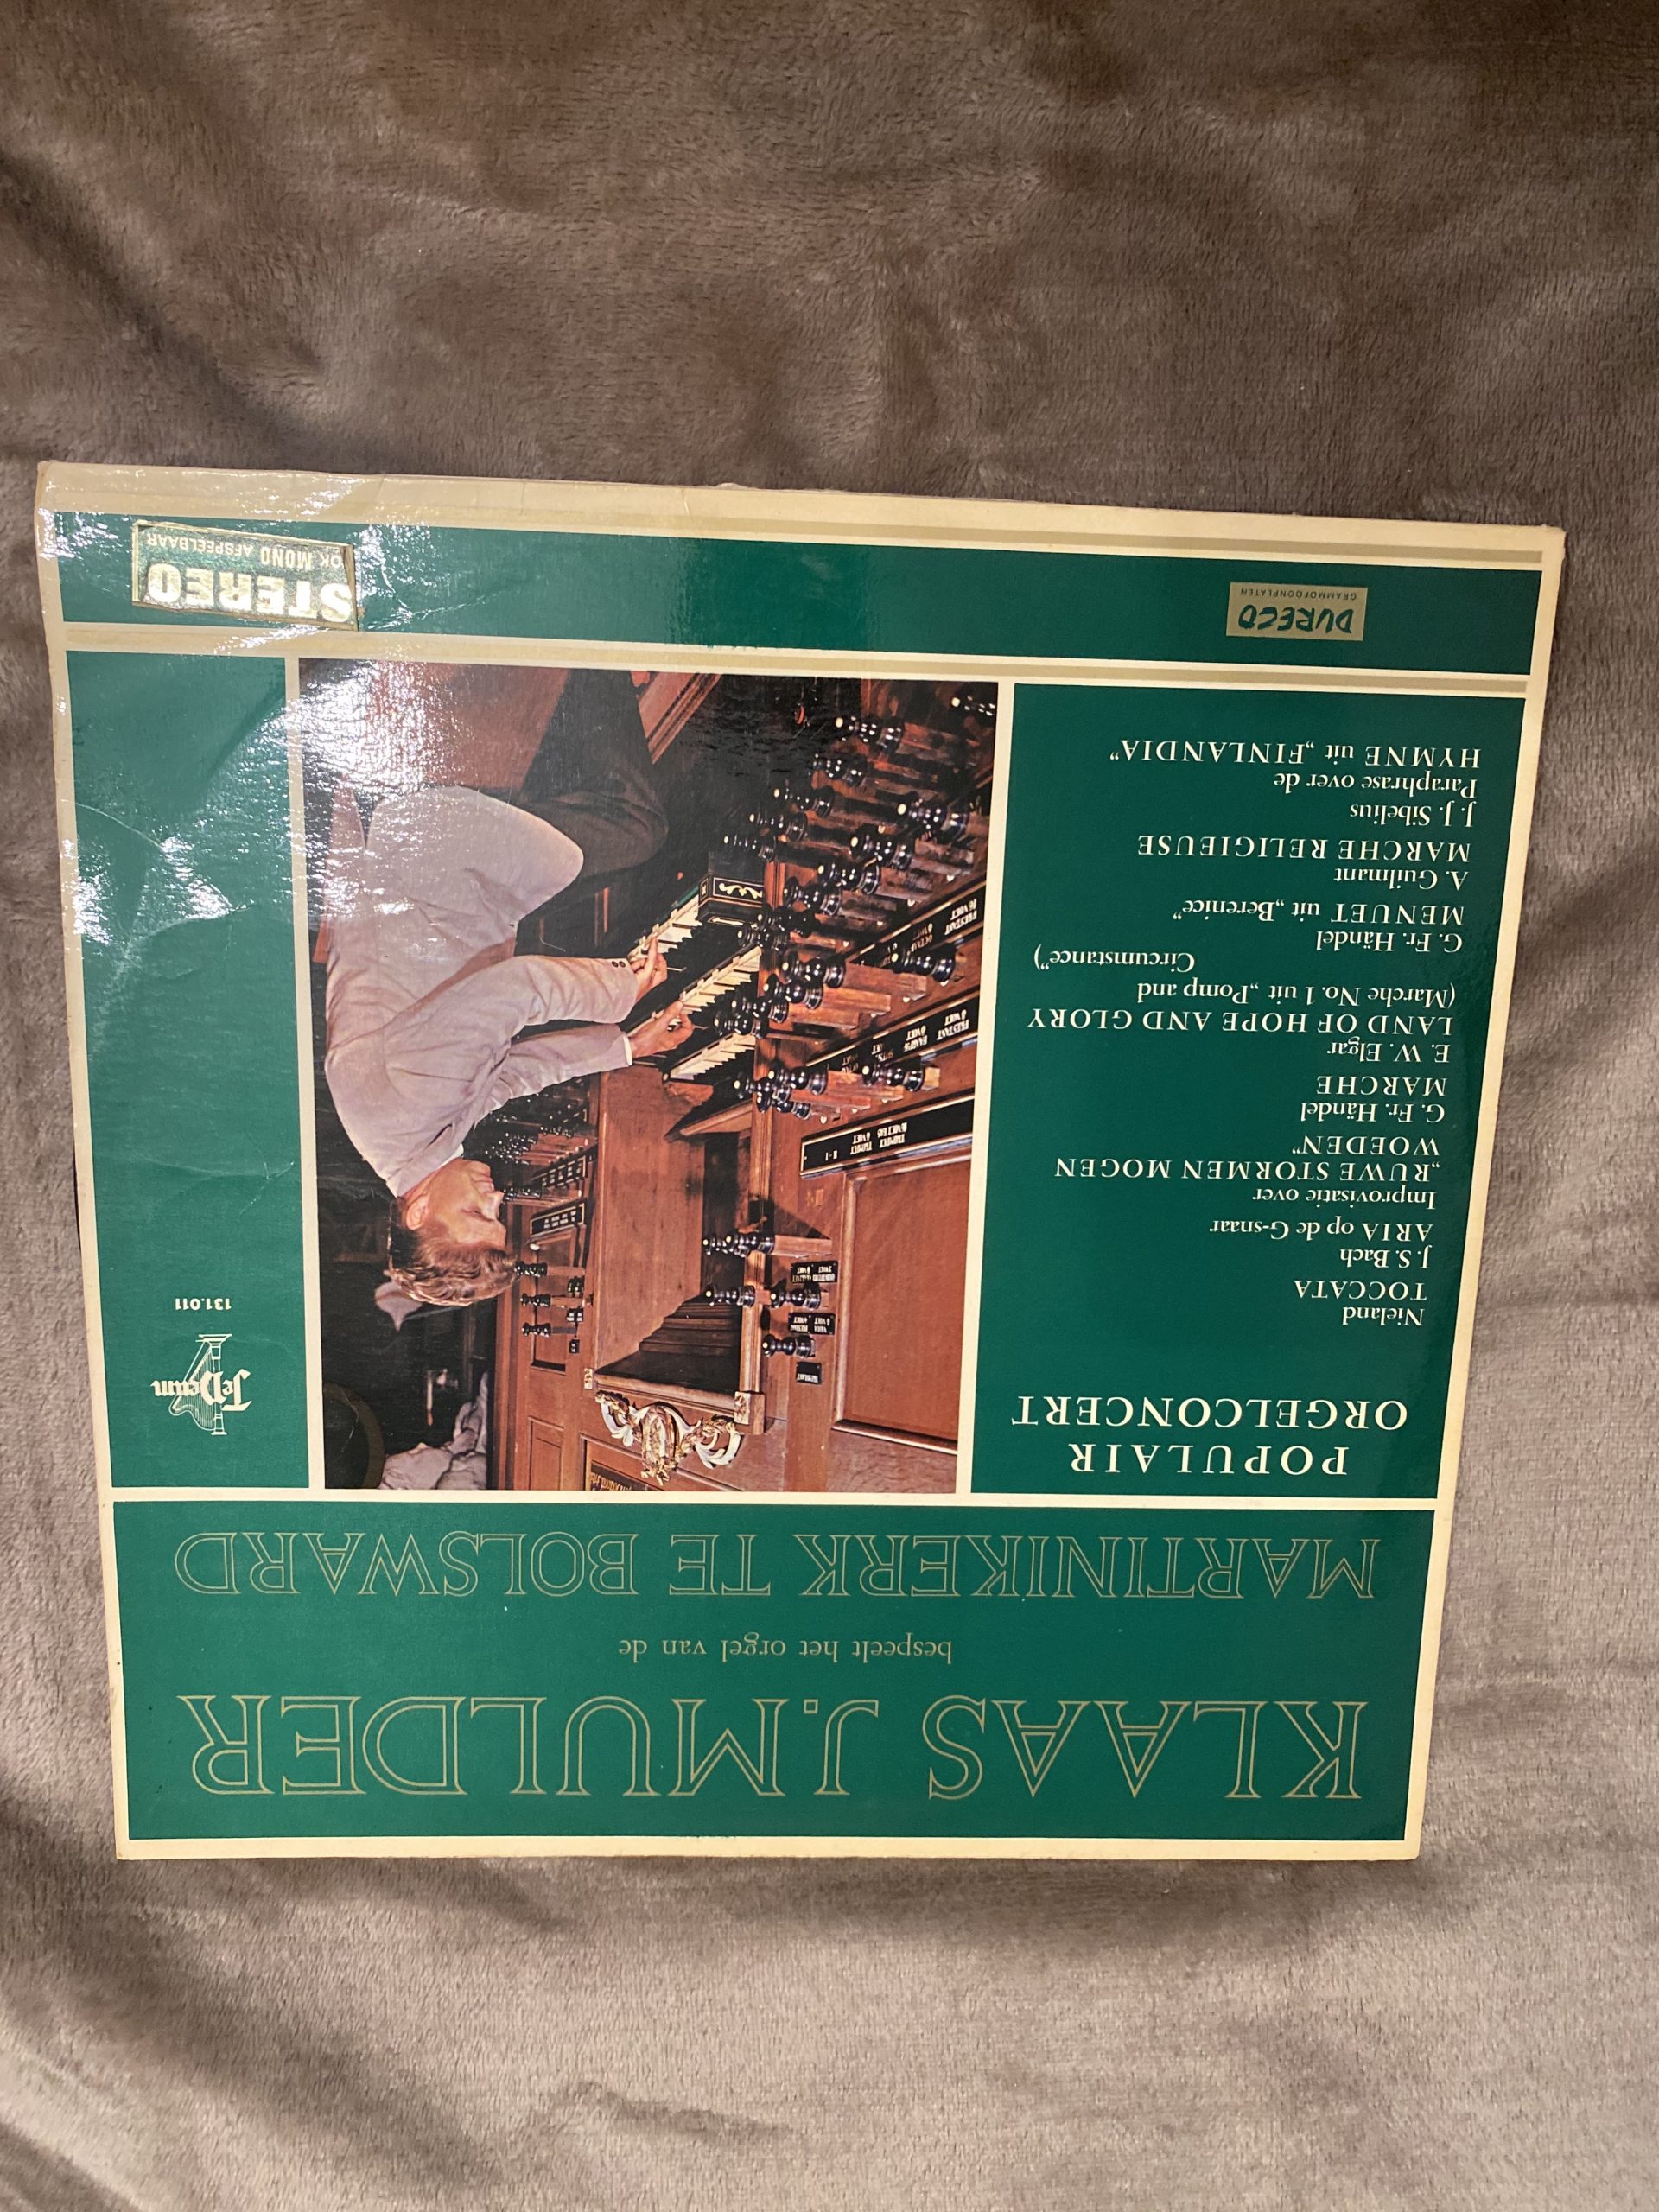 KLAAS J. MULDER
bespeelt het orgel van de
MARTINIKERK TE BOLSWARD
POPULAIR
ORGELCONCERT
Nieland
TOCCATA
J. S. Bach
ARIA op de G-snaar
Improvisatie over
„RUWE STORMEN MOGEN
WOEDEN”
G. Fr. Händel
MARCHE
E. W. Elgar
LAND OF HOPE AND GLORY
(Marche No. 1 uit „Pomp and
Circumstance”)
G. Fr. Händel
MENUET uit „Berenice”
A. Guilmant
MARCHE RELIGIEUSE
J. J. Sibelius
Paraphrase over de
HYMNE uit „FINLANDIA”
TeDeum
131.011
DURECO
GRAMMOFOONPLATEN
STEREO
OOK MONO AFSPEELBAAR